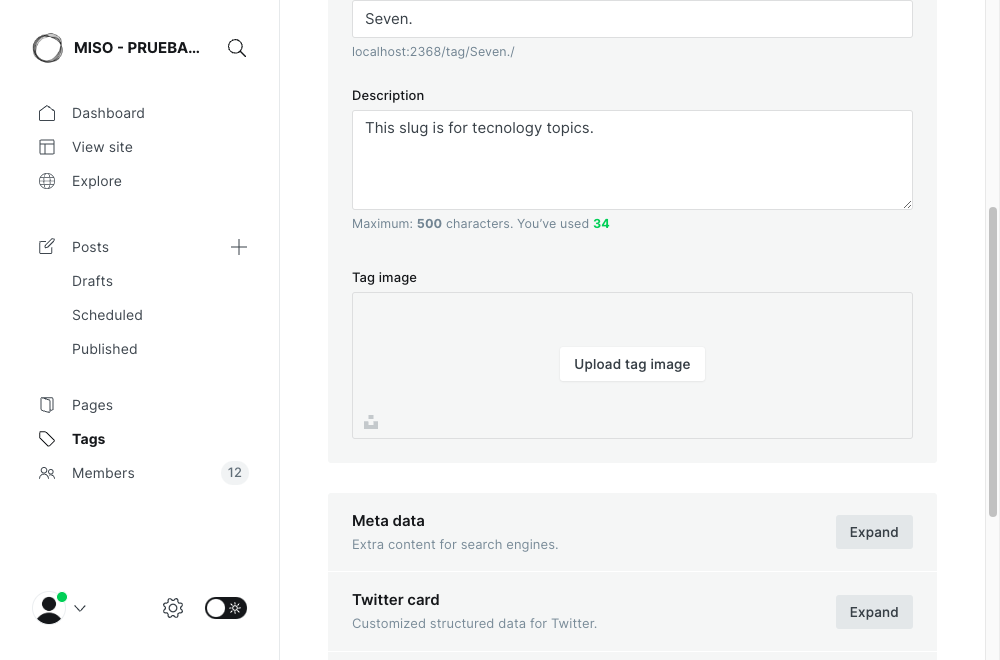 MISO - PRUEBA...
Dashboard
View site
Explore
Posts
Drafts
Scheduled
Published
Pages
Tags
Members 12
Seven.
localhost:2368/tag/Seven./
Description
This slug is for tecnology topics.
Maximum: 500 characters. You’ve used 34
Tag image
Upload tag image
Meta data
Extra content for search engines.
Expand
Twitter card
Customized structured data for Twitter.
Expand